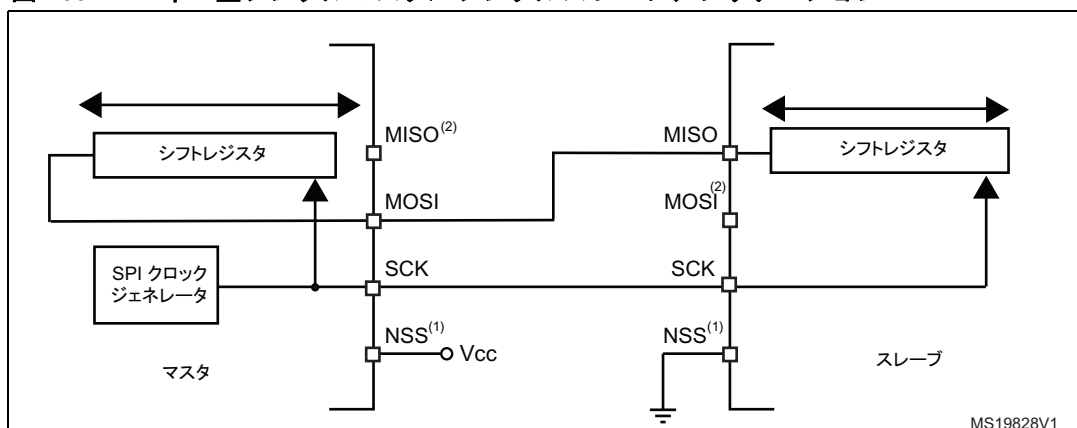 MISO(2)
MISO
シフトレジスタ
シフトレジスタ
MOSI
MOSI(2)
SPI クロック
ジェネレータ
SCK
SCK
NSS(1)
Vcc
NSS(1)
マスタ
スレーブ
MS19828V1